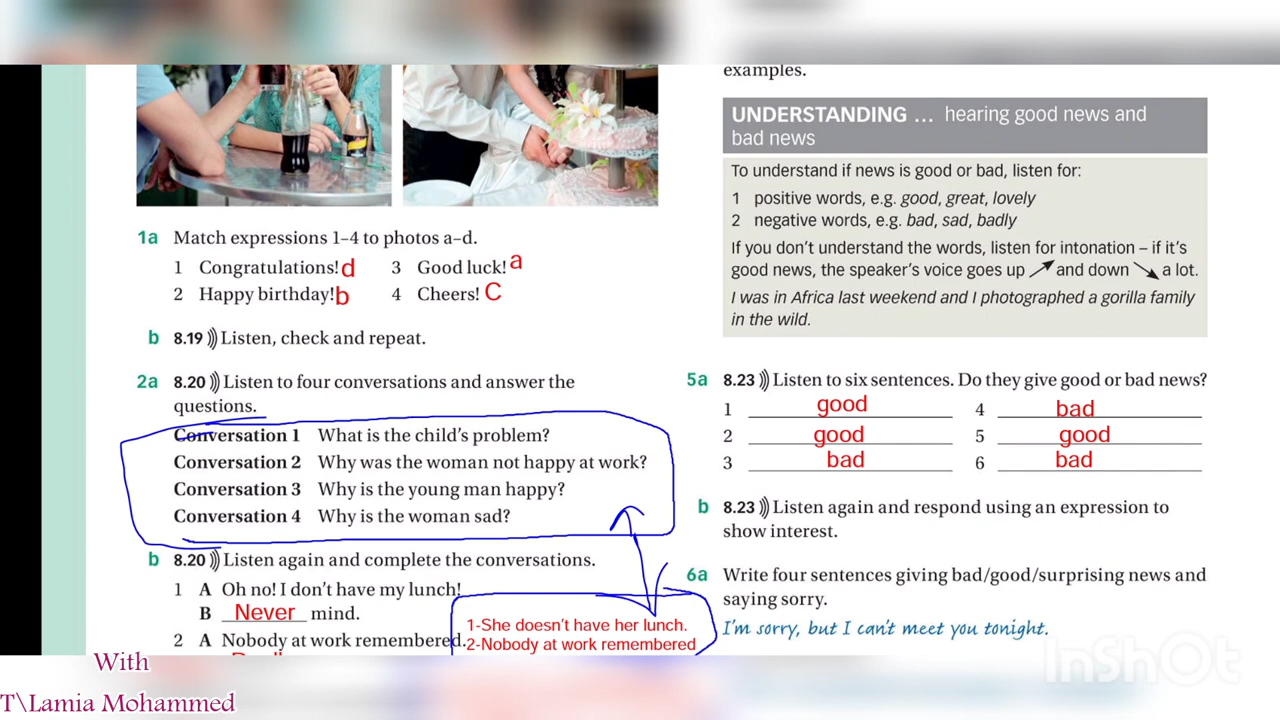 1a Match expressions 1–4 to photos a–d.
1 Congratulations! d 3 Good luck! a
2 Happy birthday! b 4 Cheers! C
b 8.19 Listen, check and repeat.
2a 8.20 Listen to four conversations and answer the
questions.
Conversation 1 What is the child's problem?
Conversation 2 Why was the woman not happy at work?
Conversation 3 Why is the young man happy?
Conversation 4 Why is the woman sad?
b 8.20 Listen again and complete the conversations.
1 A Oh no! I don't have my lunch!
B Never mind.
2 A Nobody at work remembered.
1-She doesn't have her lunch.
2-Nobody at work remembered
examples.
UNDERSTANDING ... hearing good news and
bad news
To understand if news is good or bad, listen for:
1 positive words, e.g. good, great, lovely
2 negative words, e.g. bad, sad, badly
If you don't understand the words, listen for intonation – if it's
good news, the speaker's voice goes up and down a lot.
I was in Africa last weekend and I photographed a gorilla family
in the wild.
5a 8.23 Listen to six sentences. Do they give good or bad news?
1 good 4 bad
2 good 5 good
3 bad 6 bad
b 8.23 Listen again and respond using an expression to
show interest.
6a Write four sentences giving bad/good/surprising news and
saying sorry.
I'm sorry, but I can't meet you tonight.
With
T\Lamia Mohammed
InShOt